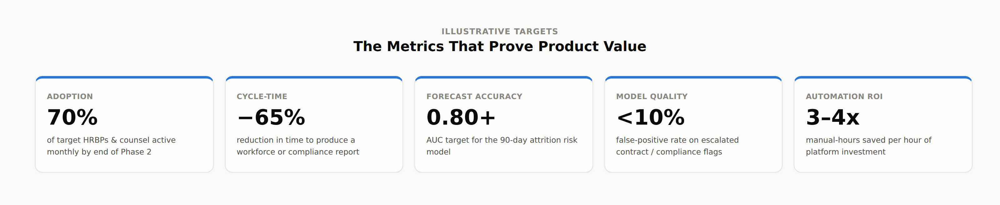 ILLUSTRATIVE TARGETS
The Metrics That Prove Product Value
ADOPTION
70%
of target HRBPs & counsel active
monthly by end of Phase 2
CYCLE-TIME
−65%
reduction in time to produce a
workforce or compliance report
FORECAST ACCURACY
0.80+
AUC target for the 90-day attrition risk
model
MODEL QUALITY
<10%
false-positive rate on escalated
contract / compliance flags
AUTOMATION ROI
3–4x
manual-hours saved per hour of
platform investment